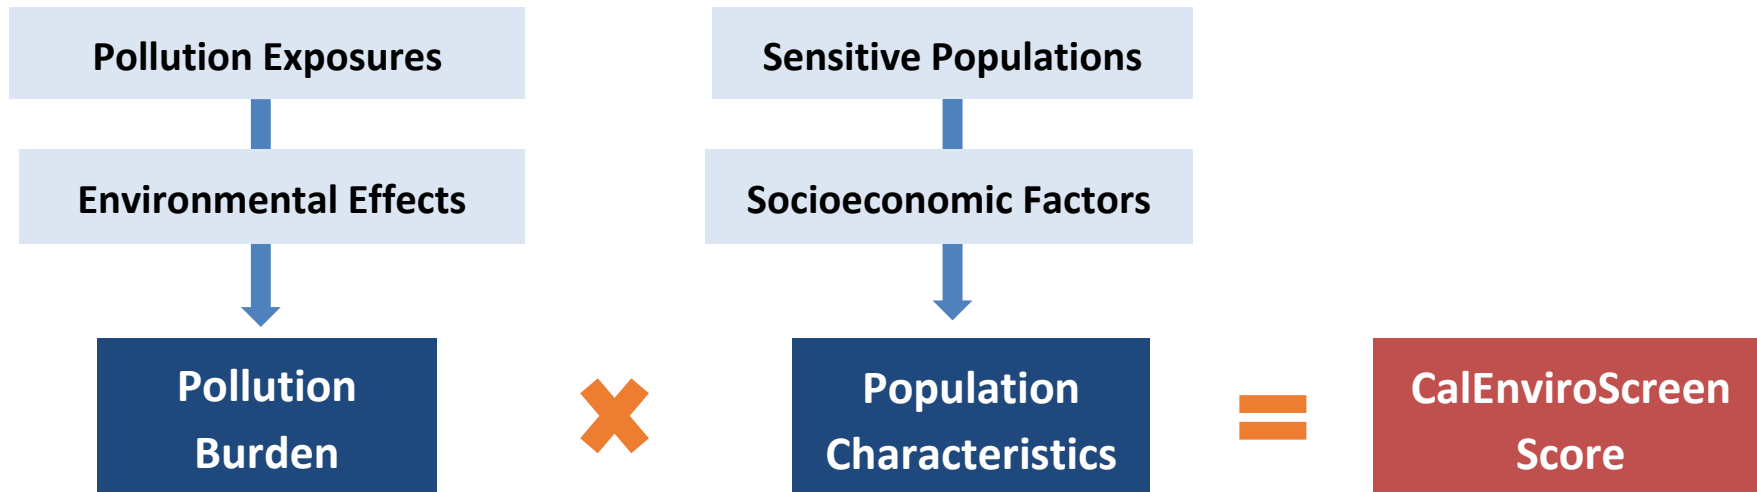 Pollution Exposures
Environmental Effects
Pollution
Burden
Sensitive Populations
Socioeconomic Factors
Population
Characteristics
CalEnviroScreen
Score